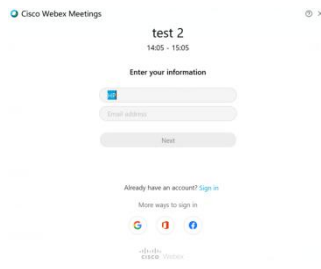 Cisco Webex Meetings
test 2
14:05 - 15:05
Enter your information
Email address
Next
Already have an account? Sign in
More ways to sign in
CISCO Webex